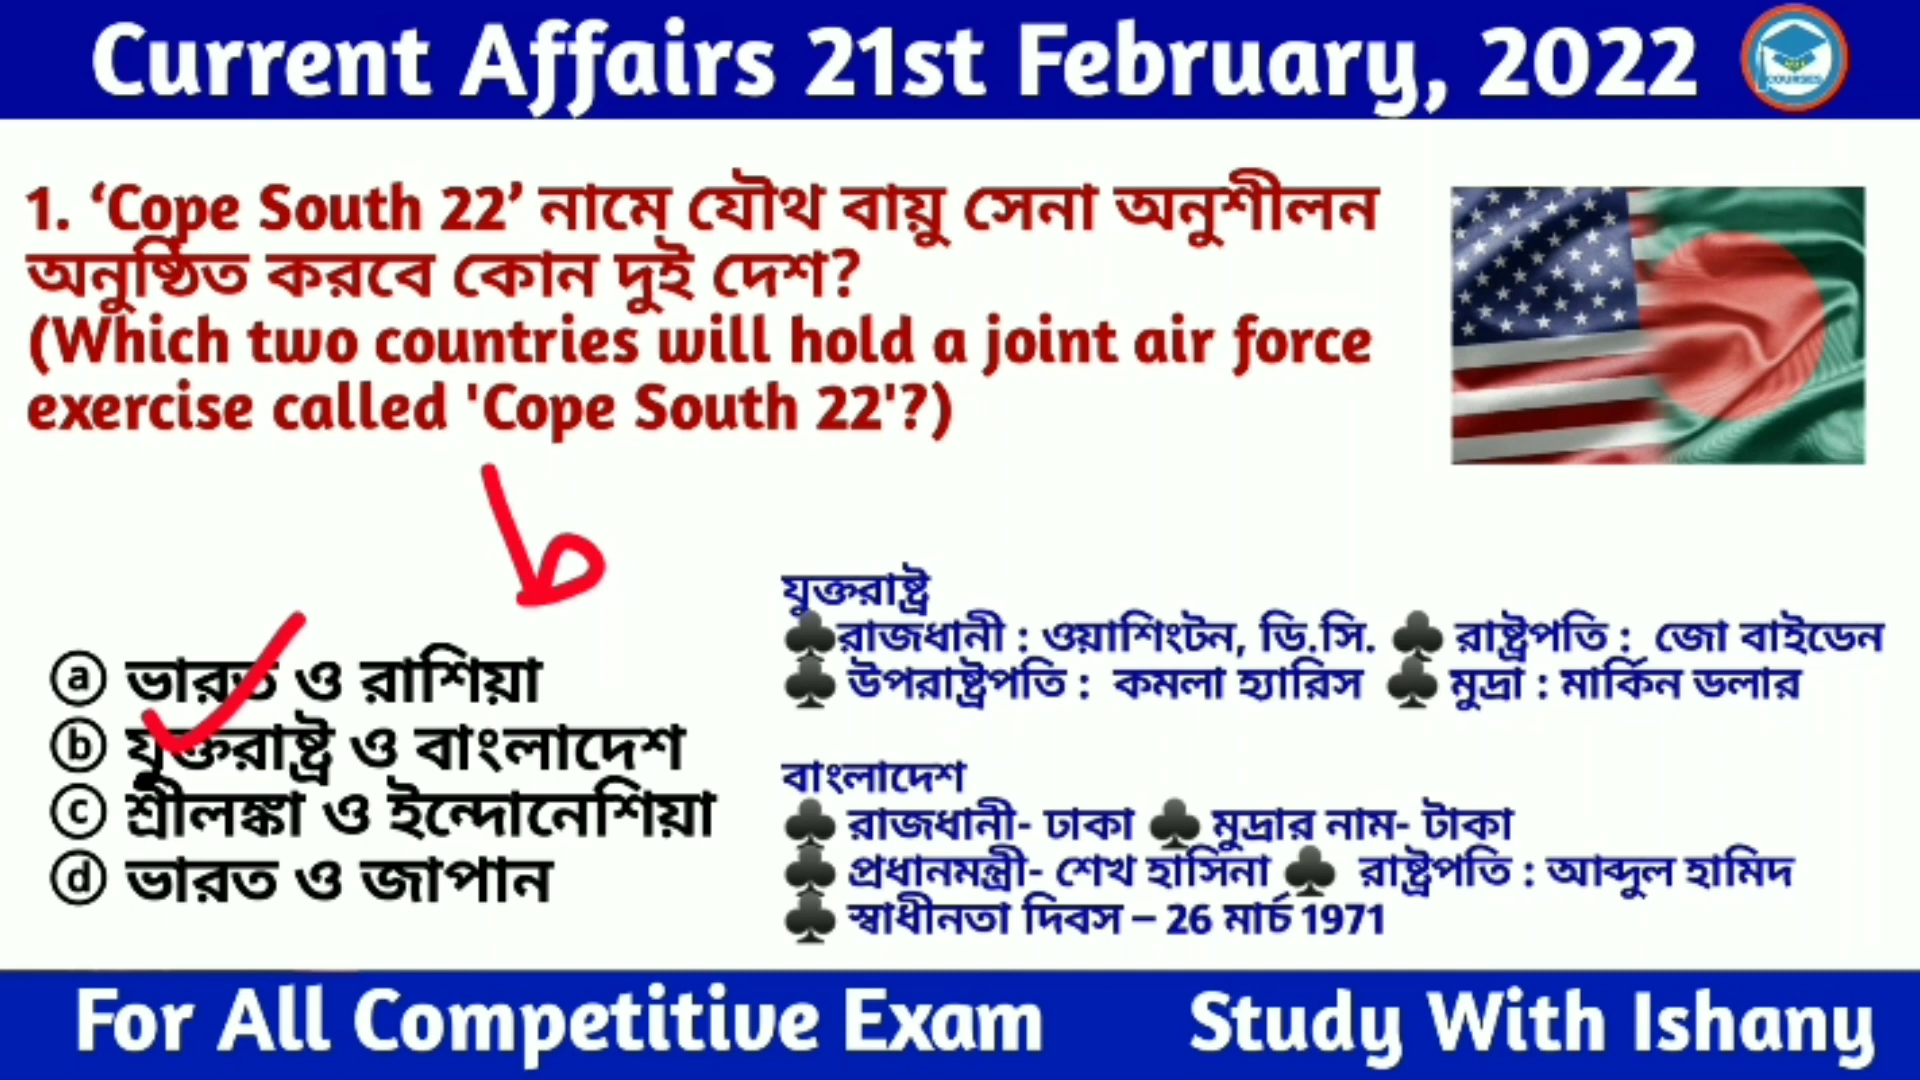 Current Affairs 21st February, 2022
COURSES
1. ‘Cope South 22’ নামে যৌথ বায়ু সেনা অনুশীলন
অনুষ্ঠিত করবে কোন দুই দেশ?
(Which two countries will hold a joint air force
exercise called 'Cope South 22'?)
b
ⓐ ভারত ও রাশিয়া
ⓑ যুক্তরাষ্ট্র ও বাংলাদেশ
ⓒ শ্রীলঙ্কা ও ইন্দোনেশিয়া
ⓓ ভারত ও জাপান
যুক্তরাষ্ট্র
♣রাজধানী : ওয়াশিংটন, ডি.সি. ♣ রাষ্ট্রপতি : জো বাইডেন
♣ উপরাষ্ট্রপতি : কমলা হ্যারিস ♣ মুদ্রা : মার্কিন ডলার
বাংলাদেশ
♣ রাজধানী- ঢাকা ♣ মুদ্রার নাম- টাকা
♣ প্রধানমন্ত্রী- শেখ হাসিনা ♣ রাষ্ট্রপতি : আব্দুল হামিদ
♣ স্বাধীনতা দিবস – 26 মার্চ 1971
For All Competitive Exam Study With Ishany